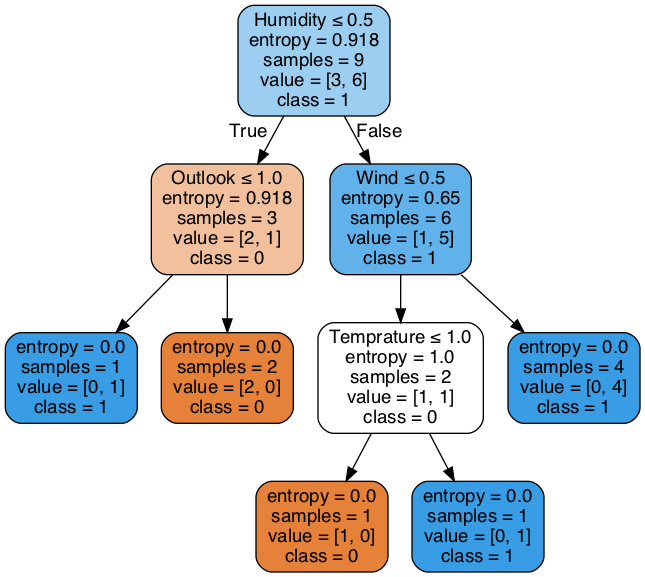 Humidity ≤ 0.5
entropy = 0.918
samples = 9
value = [3, 6]
class = 1
True
False
Outlook ≤ 1.0
entropy = 0.918
samples = 3
value = [2, 1]
class = 0
Wind ≤ 0.5
entropy = 0.65
samples = 6
value = [1, 5]
class = 1
entropy = 0.0
samples = 1
value = [0, 1]
class = 1
entropy = 0.0
samples = 2
value = [2, 0]
class = 0
Temprature ≤ 1.0
entropy = 1.0
samples = 2
value = [1, 1]
class = 0
entropy = 0.0
samples = 4
value = [0, 4]
class = 1
entropy = 0.0
samples = 1
value = [1, 0]
class = 0
entropy = 0.0
samples = 1
value = [0, 1]
class = 1